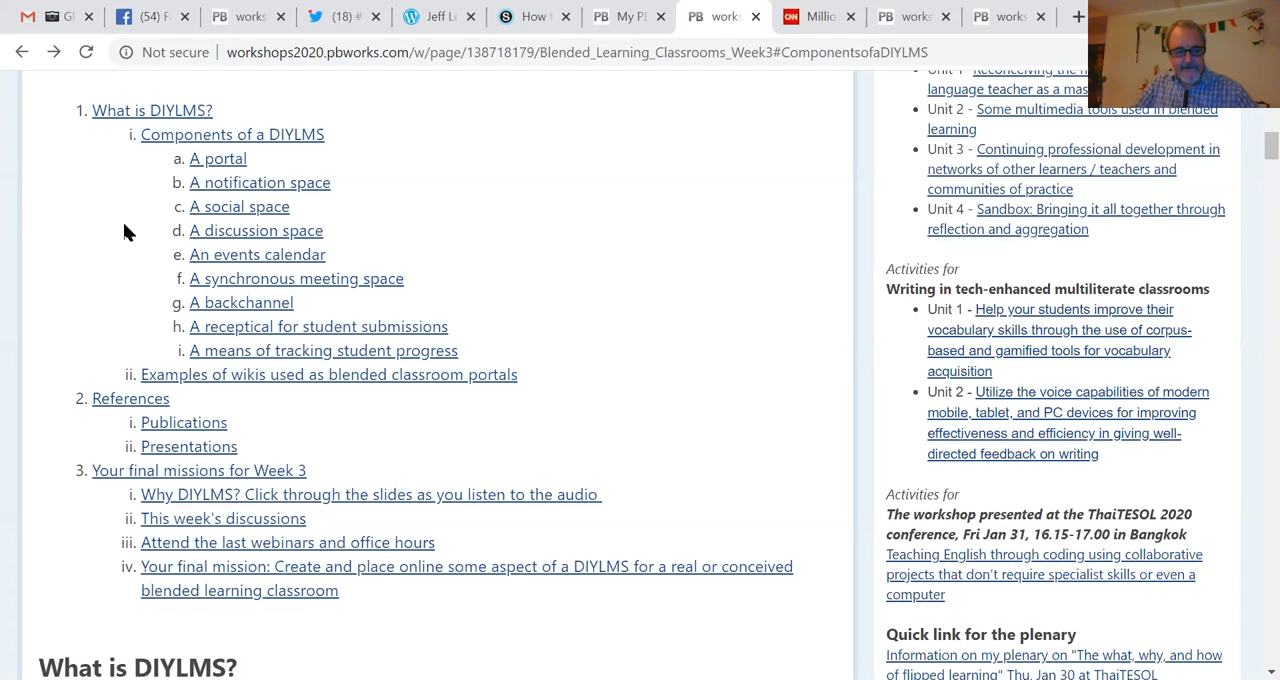 Gl
(54) F
works
(18) #
Jeff Le
How
My P
works
Millio
works
works
Not secure
workshops2020.pbworks.com/w/page/138718179/Blended_Learning_Classrooms_Week3#ComponentsofaDIYLMS
1. What is DIYLMS?
i. Components of a DIYLMS
a. A portal
b. A notification space
c. A social space
d. A discussion space
e. An events calendar
f. A synchronous meeting space
g. A backchannel
h. A receptical for student submissions
i. A means of tracking student progress
ii. Examples of wikis used as blended classroom portals
2. References
i. Publications
ii. Presentations
3. Your final missions for Week 3
i. Why DIYLMS? Click through the slides as you listen to the audio
ii. This week's discussions
iii. Attend the last webinars and office hours
iv. Your final mission: Create and place online some aspect of a DIYLMS for a real or conceived
blended learning classroom
What is DIYLMS?
language teacher as a mas
Unit 2 - Some multimedia tools used in blended
learning
Unit 3 - Continuing professional development in
networks of other learners / teachers and
communities of practice
Unit 4 - Sandbox: Bringing it all together through
reflection and aggregation
Activities for
Writing in tech-enhanced multiliterate classrooms
Unit 1 - Help your students improve their
vocabulary skills through the use of corpus-
based and gamified tools for vocabulary
acquisition
Unit 2 - Utilize the voice capabilities of modern
mobile, tablet, and PC devices for improving
effectiveness and efficiency in giving well-
directed feedback on writing
Activities for
The workshop presented at the ThaiTESOL 2020
conference, Fri Jan 31, 16.15-17.00 in Bangkok
Teaching English through coding using collaborative
projects that don't require specialist skills or even a
computer
Quick link for the plenary
Information on my plenary on "The what, why, and how
of flipped learning" Thu, Jan 30 at ThaiTESOL